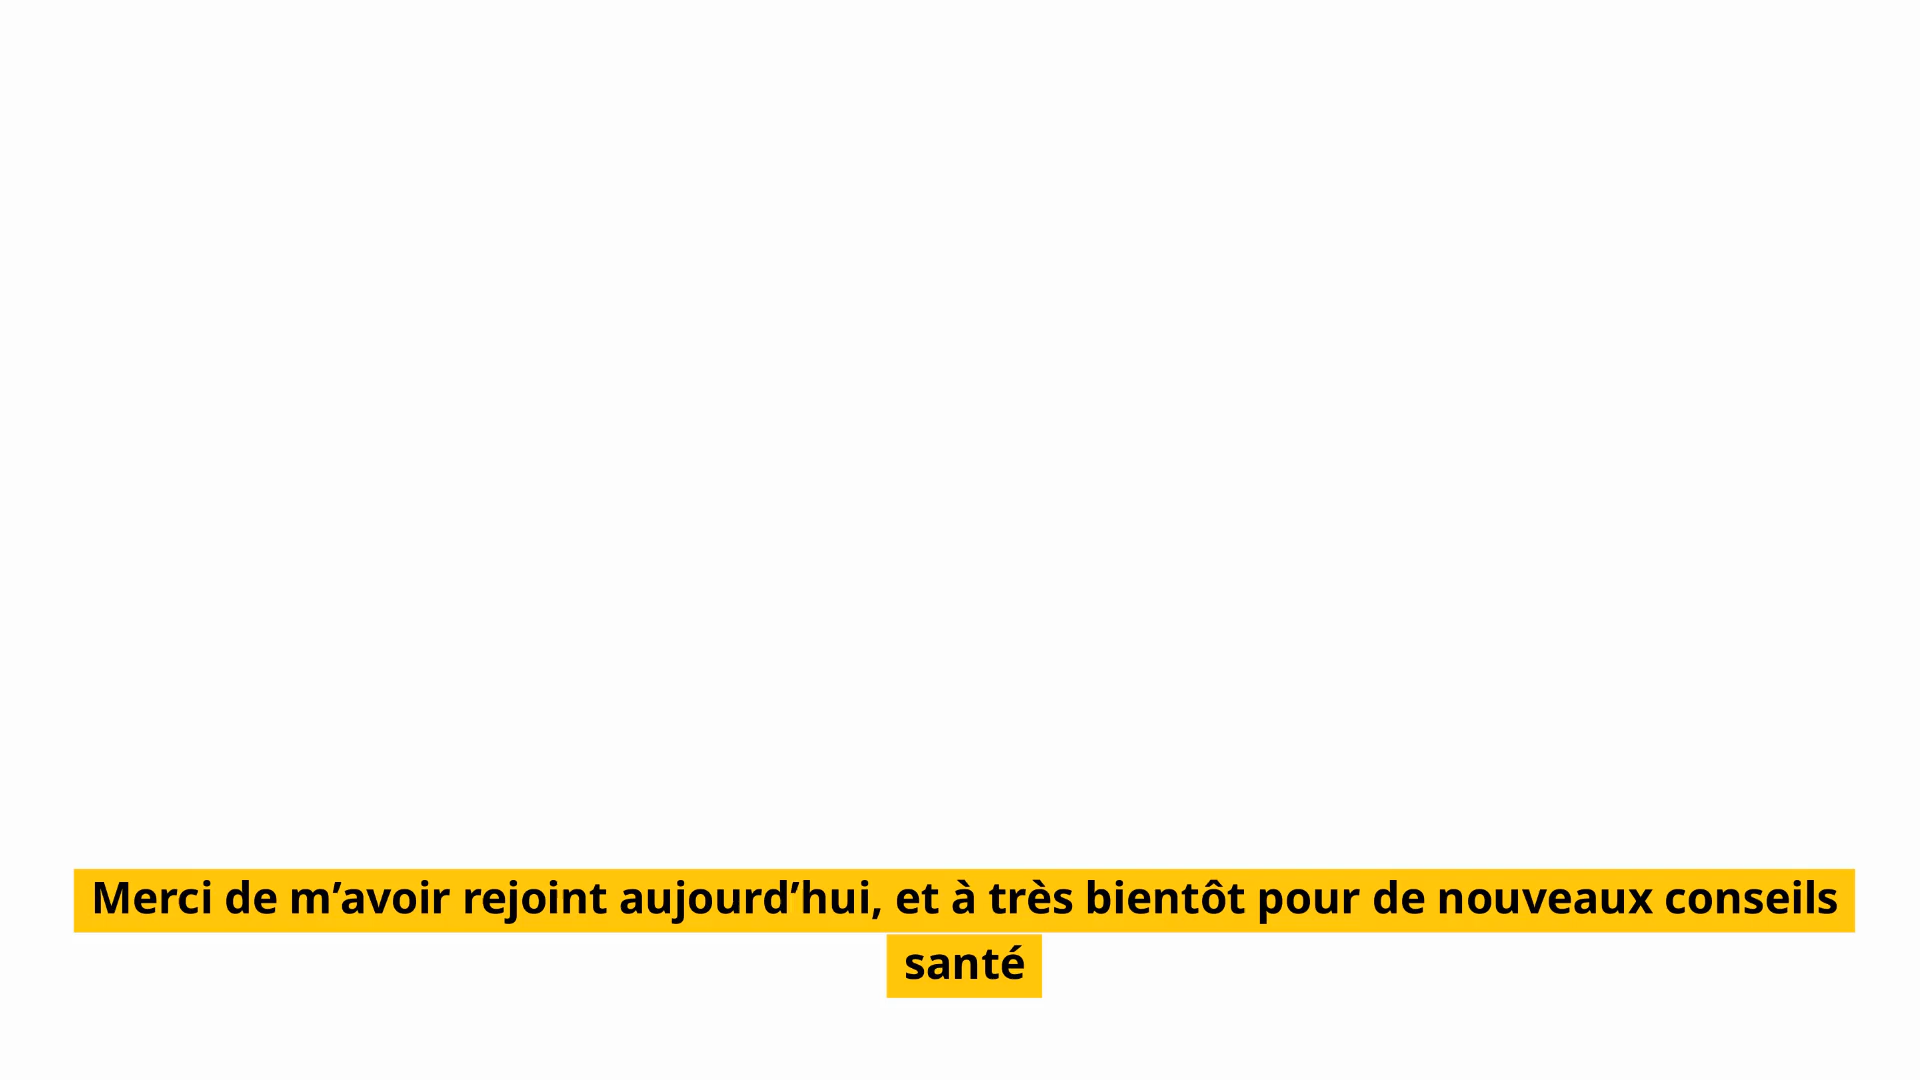 Merci de m’avoir rejoint aujourd’hui, et à très bientôt pour de nouveaux conseils
santé